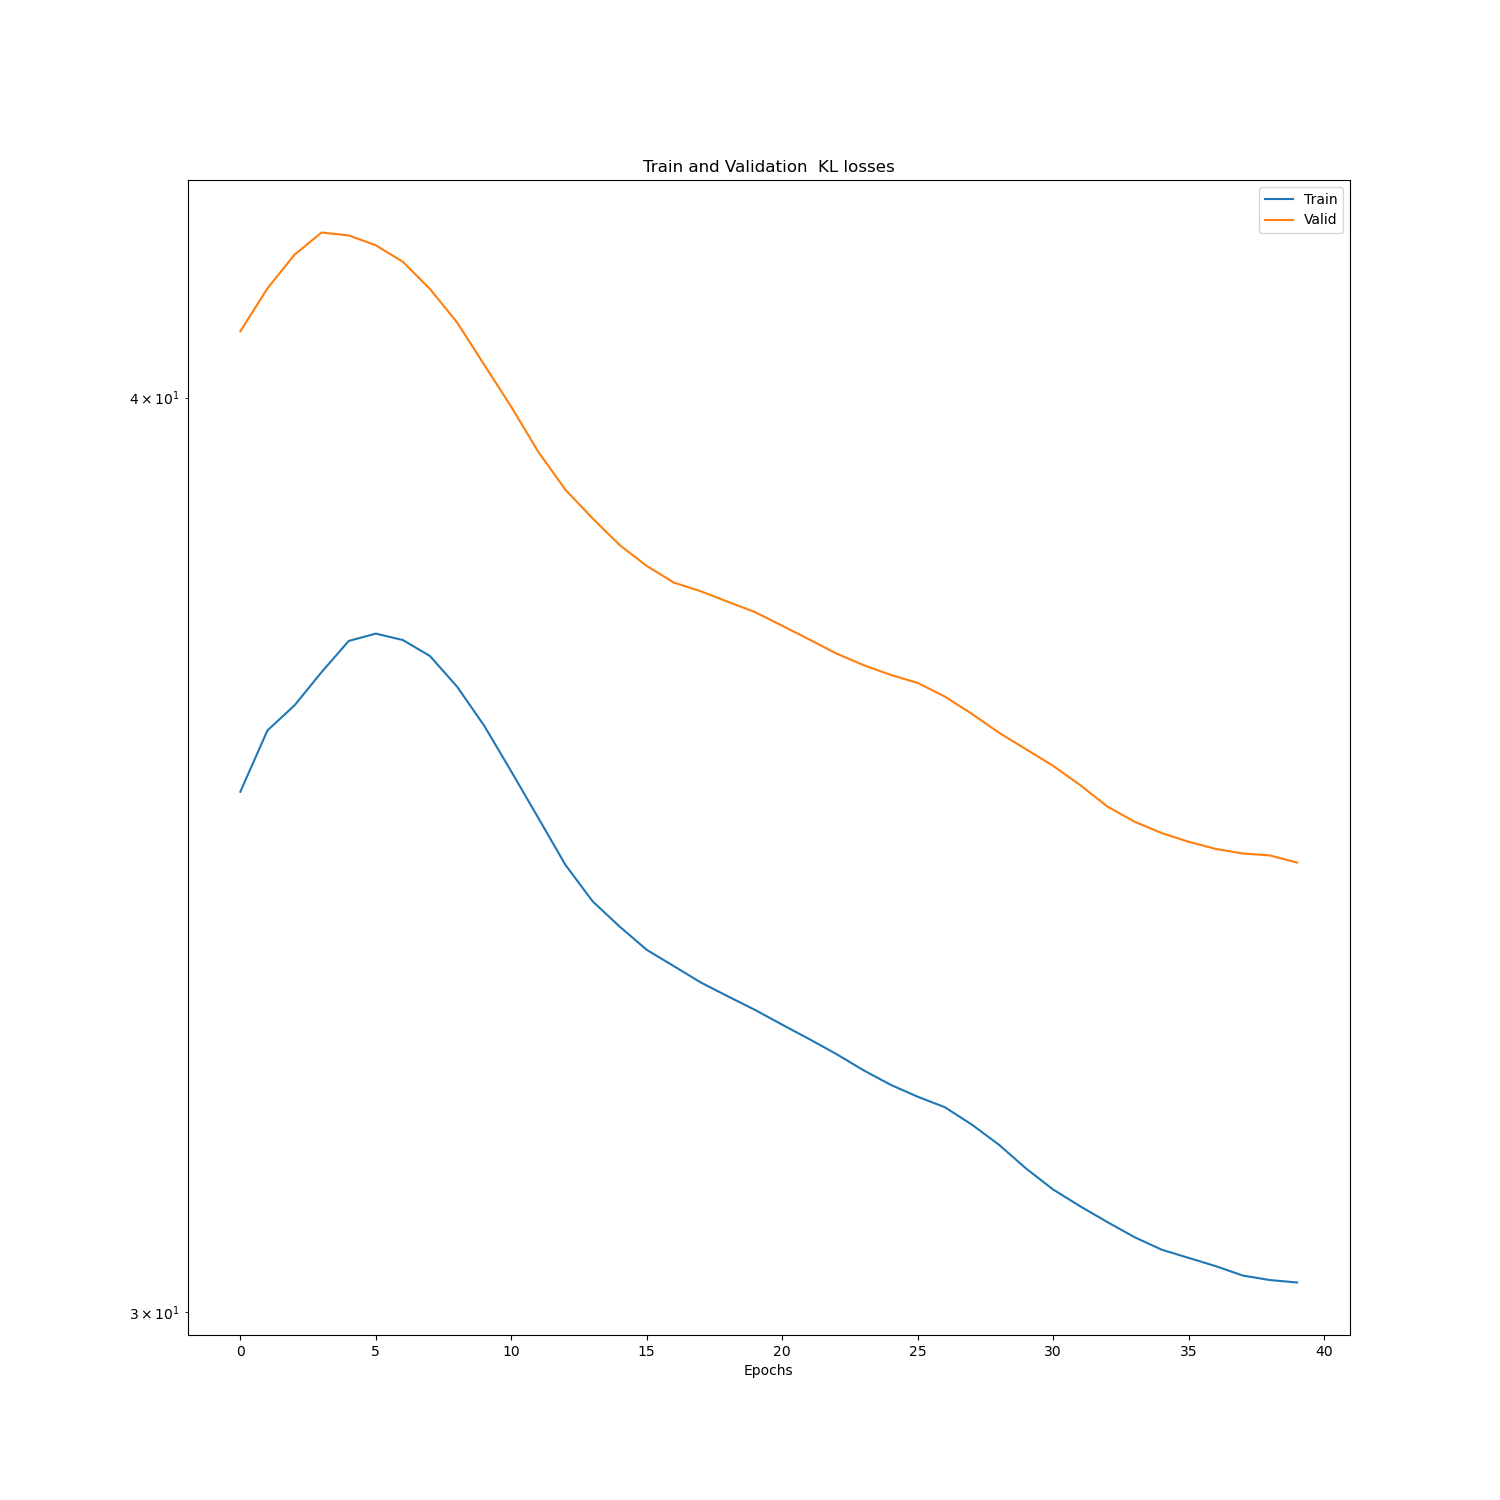 Train and Validation  KL losses
Train
Valid
4 × 10¹
3 × 10¹
0 5 10 15 20 25 30 35 40
Epochs